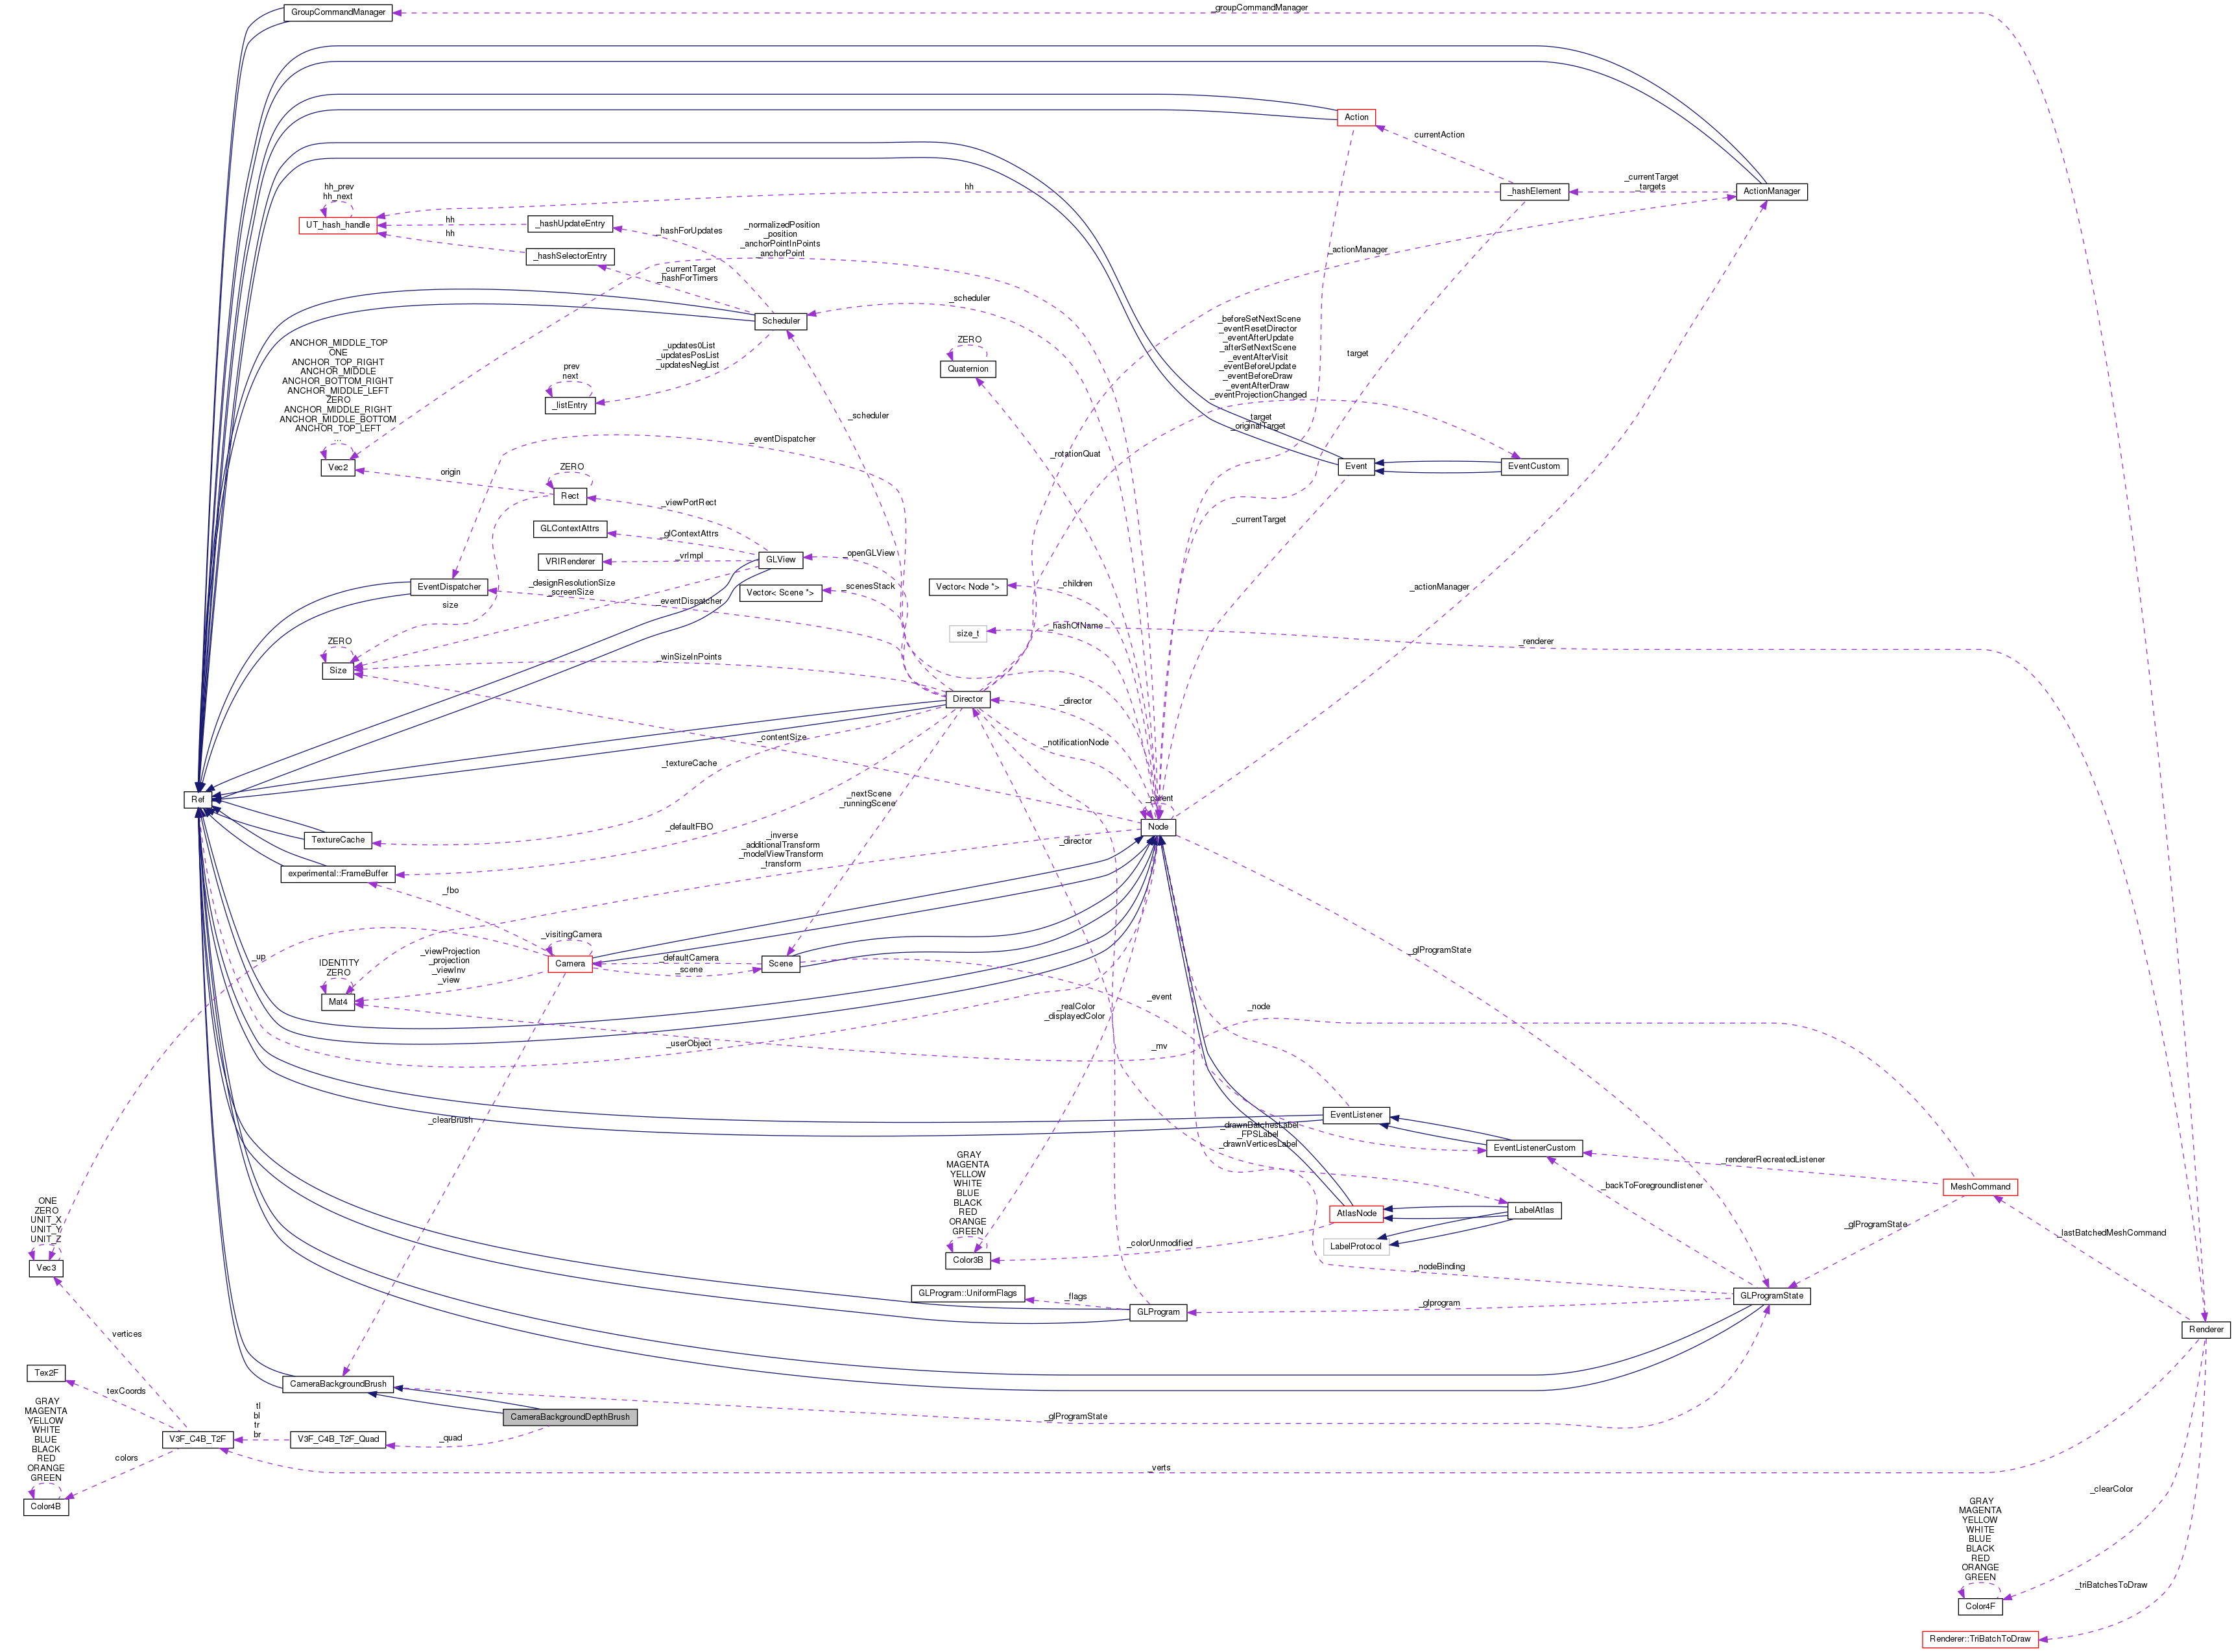 GroupCommandManager
_groupCommandManager
Action
currentAction
hh_prev
hh_next
UT_hash_handle
hh
_hashElement
_currentTarget
_targets
ActionManager
hh
_hashUpdateEntry
hh
_hashSelectorEntry
_hashForUpdates
_currentTarget
_hashForTimers
_normalizedPosition
_position
_anchorPointInPoints
_anchorPoint
_actionManager
Scheduler
_scheduler
_updates0List
_updatesPosList
_updatesNegList
prev
next
_listEntry
ZERO
Quaternion
_beforeSetNextScene
_eventResetDirector
_eventAfterUpdate
_afterSetNextScene
_eventAfterVisit
_eventBeforeUpdate
_eventBeforeDraw
_eventAfterDraw
_eventProjectionChanged
target
_target
_originalTarget
ANCHOR_MIDDLE_TOP
ONE
ANCHOR_TOP_RIGHT
ANCHOR_MIDDLE
ANCHOR_BOTTOM_RIGHT
ANCHOR_MIDDLE_LEFT
ZERO
ANCHOR_MIDDLE_RIGHT
ANCHOR_MIDDLE_BOTTOM
ANCHOR_TOP_LEFT
...
Vec2
_scheduler
_eventDispatcher
_rotationQuat
Event
EventCustom
origin
ZERO
Rect
_viewPortRect
GLContextAttrs
_glContextAttrs
VRIRenderer
_vrImpl
GLView
_openGLView
_currentTarget
EventDispatcher
_designResolutionSize
_screenSize
Vector< Scene *>
_scenesStack
Vector< Node *>
_children
_actionManager
size
_eventDispatcher
size_t
_hashOfName
_renderer
ZERO
Size
_winSizeInPoints
Director
_director
_contentSize
_notificationNode
_textureCache
Ref
_nextScene
_runningScene
_parent
Node
TextureCache
_defaultFBO
_inverse
_additionalTransform
_modelViewTransform
_transform
_director
experimental::FrameBuffer
_fbo
_visitingCamera
_up
Camera
_defaultCamera
_scene
Scene
_glProgramState
_viewProjection
_projection
_viewInv
_view
IDENTITY
ZERO
Mat4
_event
_realColor
_displayedColor
_node
_userObject
_mv
_clearBrush
EventListener
_drawnBatchesLabel
_FPSLabel
_drawnVerticesLabel
EventListenerCustom
_rendererRecreatedListener
_backToForegroundlistener
MeshCommand
GRAY
MAGENTA
YELLOW
WHITE
BLUE
BLACK
RED
ORANGE
GREEN
Color3B
AtlasNode
LabelAtlas
LabelProtocol
_colorUnmodified
_glProgramState
_lastBatchedMeshCommand
ONE
ZERO
UNIT_X
UNIT_Y
UNIT_Z
Vec3
_nodeBinding
GLProgram::UniformFlags
_flags
GLProgram
_glprogram
GLProgramState
Renderer
vertices
Tex2F
texCoords
CameraBackgroundBrush
CameraBackgroundDepthBrush
_glProgramState
GRAY
MAGENTA
YELLOW
WHITE
BLUE
BLACK
RED
ORANGE
GREEN
Color4B
V3F_C4B_T2F
tl
bl
tr
br
V3F_C4B_T2F_Quad
_quad
colors
_verts
_clearColor
GRAY
MAGENTA
YELLOW
WHITE
BLUE
BLACK
RED
ORANGE
GREEN
Color4F
_triBatchesToDraw
Renderer::TriBatchToDraw